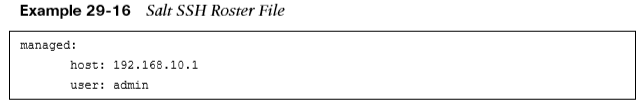 Example 29-16 Salt SSH Roster File
managed:
host: 192.168.10.1
user: admin